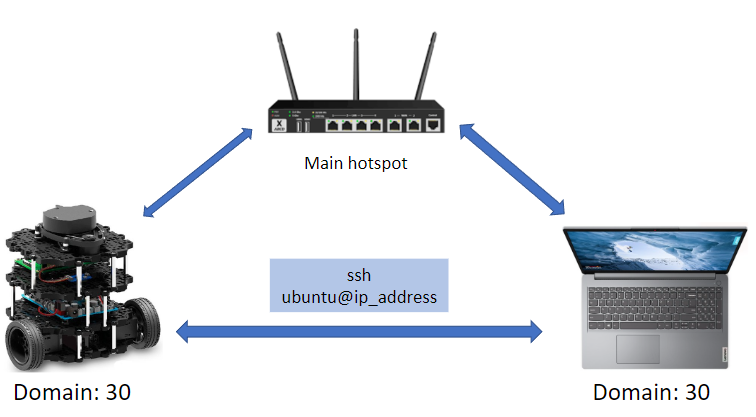 Main hotspot
ssh
ubuntu@ip_address
Domain: 30
Domain: 30